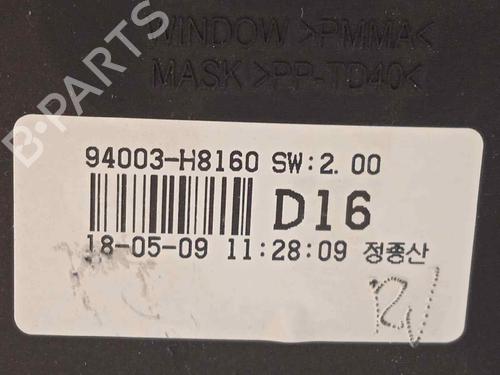 WINDOW >PMMA<
MASK >PP-TD40<
B-PARTS
94003-H8160 SW:2.00
D16
18-05-09 11:28:09 정종산